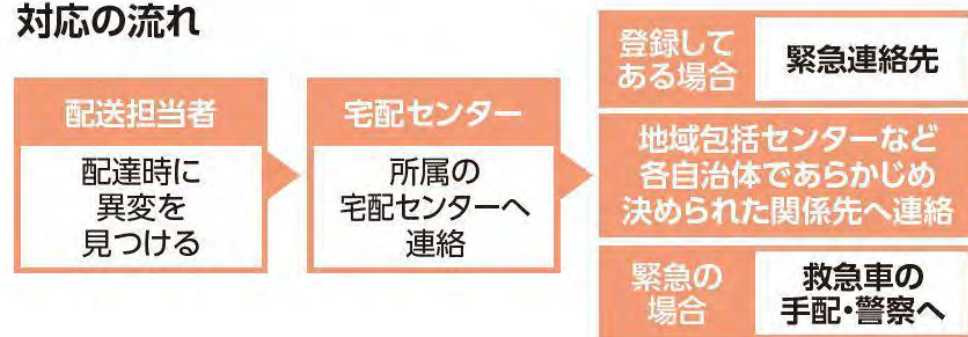 対応の流れ
配送担当者
配達時に
異変を
見つける
宅配センター
所属の
宅配センターへ
連絡
登録して
ある場合
緊急連絡先
地域包括センターなど
各自治体であらかじめ
決められた関係先へ連絡
緊急の
場合
救急車の
手配・警察へ